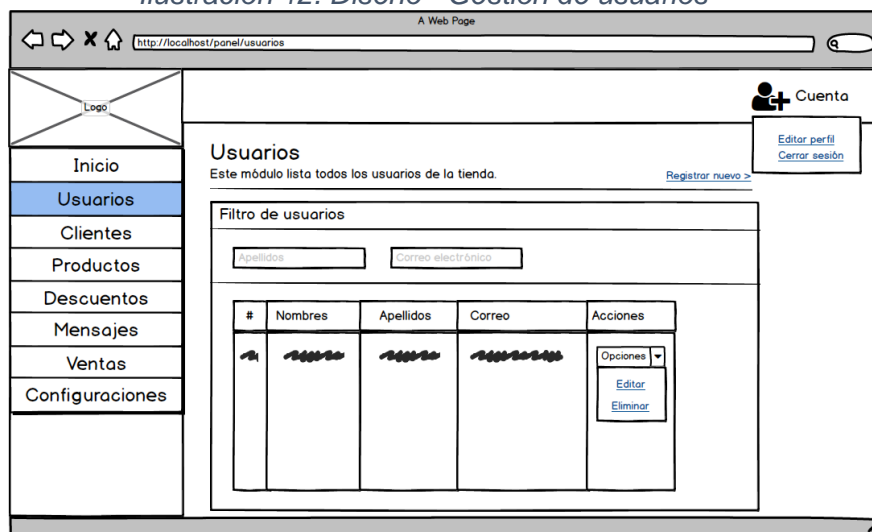 Ilustración 42. Diseño - Gestión de usuarios
A Web Page
http://localhost/panel/usuarios
Logo
Cuenta
Editar perfil
Cerrar sesión
Inicio
Usuarios
Clientes
Productos
Descuentos
Mensajes
Ventas
Configuraciones
Usuarios
Este módulo lista todos los usuarios de la tienda.
Registrar nuevo >
Filtro de usuarios
Apellidos
Correo electrónico
# Nombres Apellidos Correo Acciones
Opciones
Editar
Eliminar